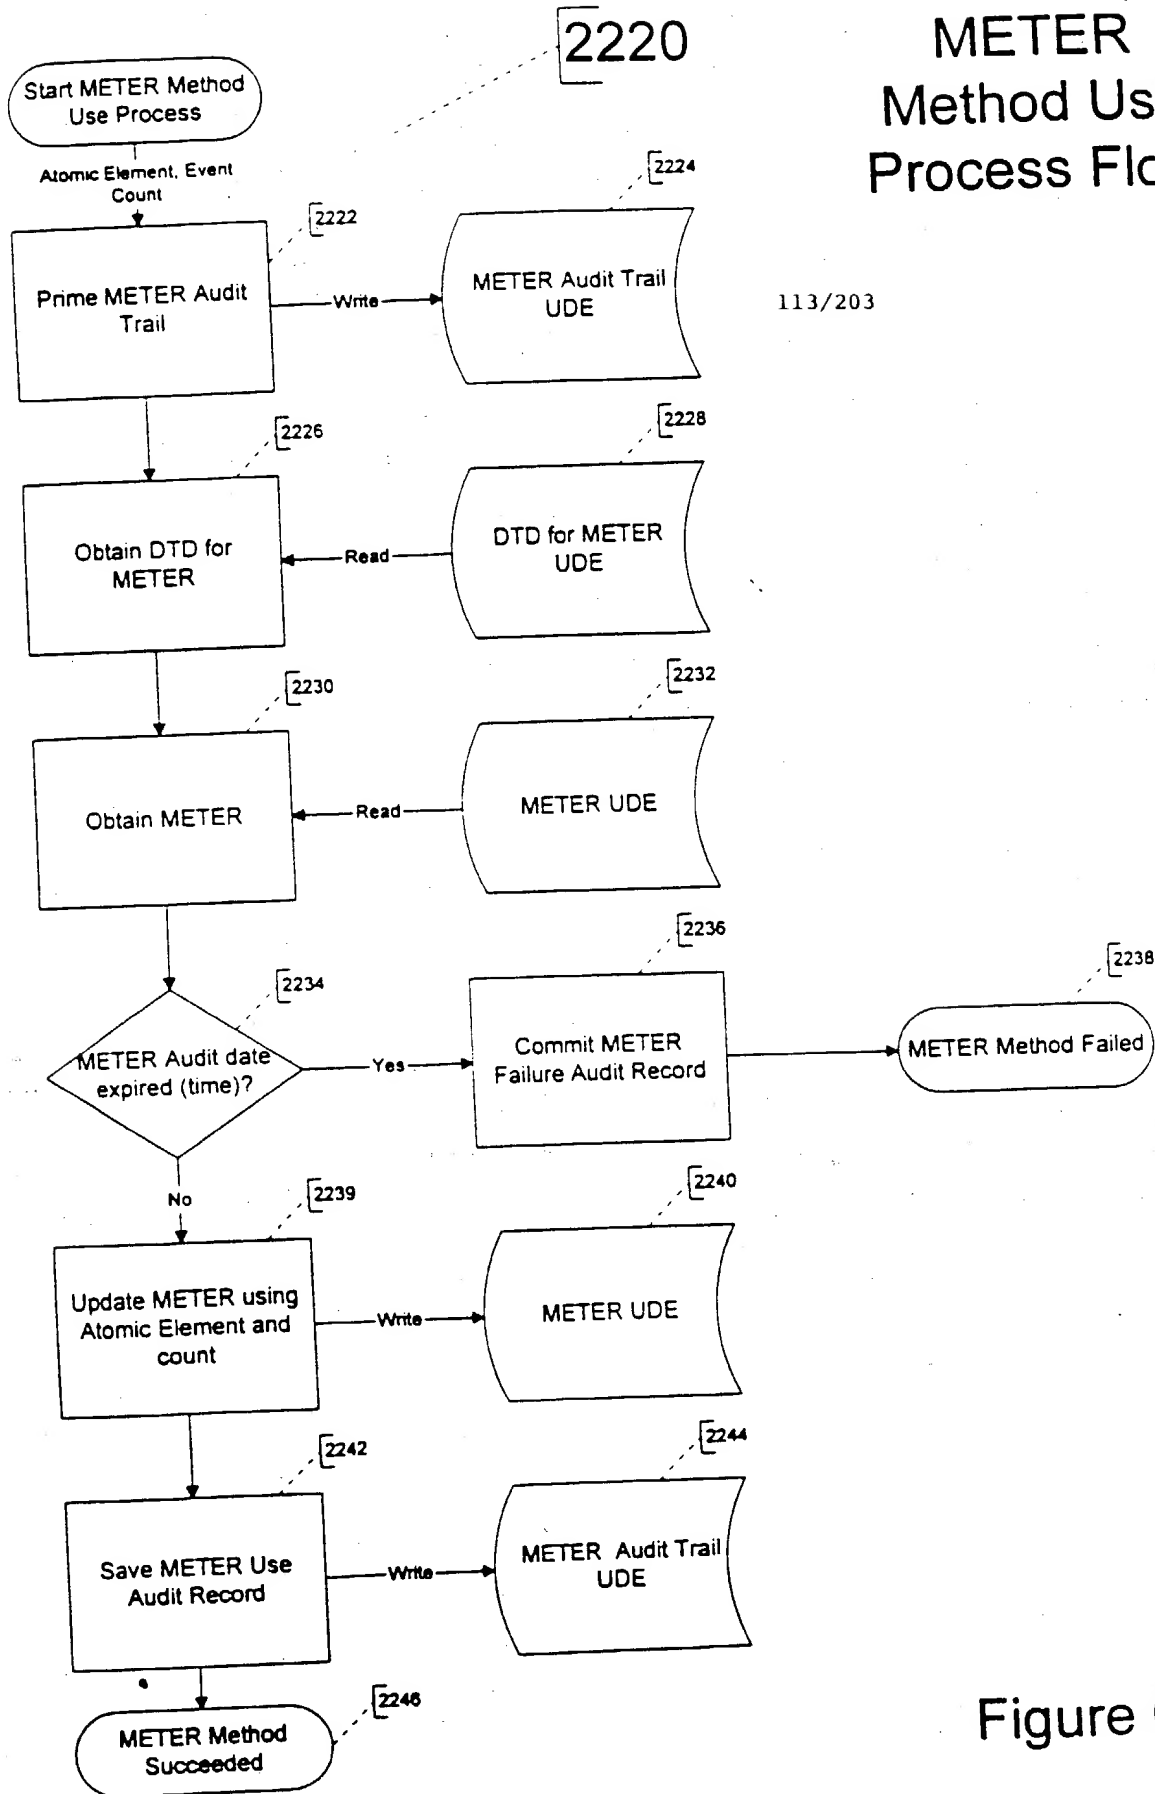 2220
METER
Method Us
Process Flo
Start METER Method
Use Process
Atomic Element, Event
Count
2222
2224
Prime METER Audit
Trail
Write
METER Audit Trail
UDE
113/203
2226
2228
Obtain DTD for
METER
Read
DTD for METER
UDE
2230
2232
Obtain METER
Read
METER UDE
2234
2236
2238
METER Audit date
expired (time)?
Yes
Commit METER
Failure Audit Record
METER Method Failed
No
2239
2240
Update METER using
Atomic Element and
count
Write
METER UDE
2242
2244
Save METER Use
Audit Record
Write
METER Audit Trail
UDE
2246
METER Method
Succeeded
Figure